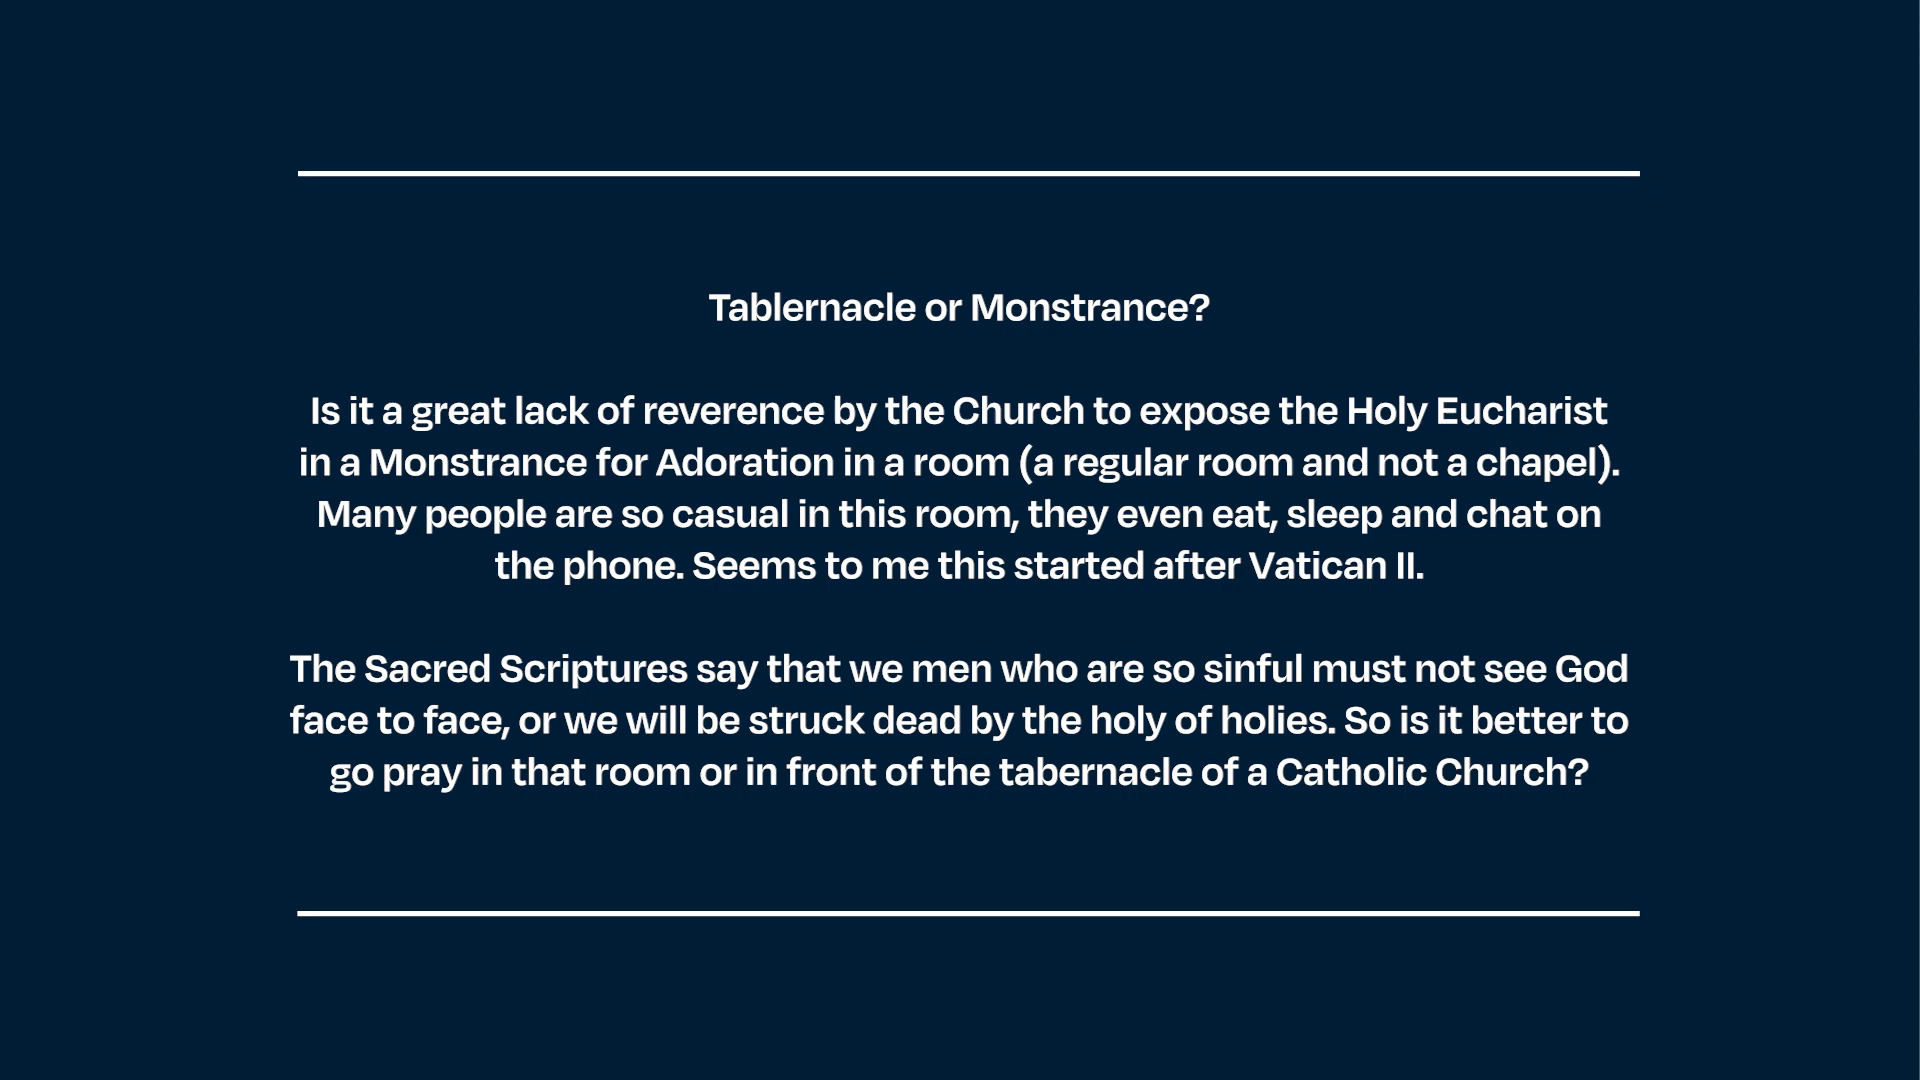 Tablernacle or Monstrance?
Is it a great lack of reverence by the Church to expose the Holy Eucharist
in a Monstrance for Adoration in a room (a regular room and not a chapel).
Many people are so casual in this room, they even eat, sleep and chat on
the phone. Seems to me this started after Vatican II.
The Sacred Scriptures say that we men who are so sinful must not see God
face to face, or we will be struck dead by the holy of holies. So is it better to
go pray in that room or in front of the tabernacle of a Catholic Church?